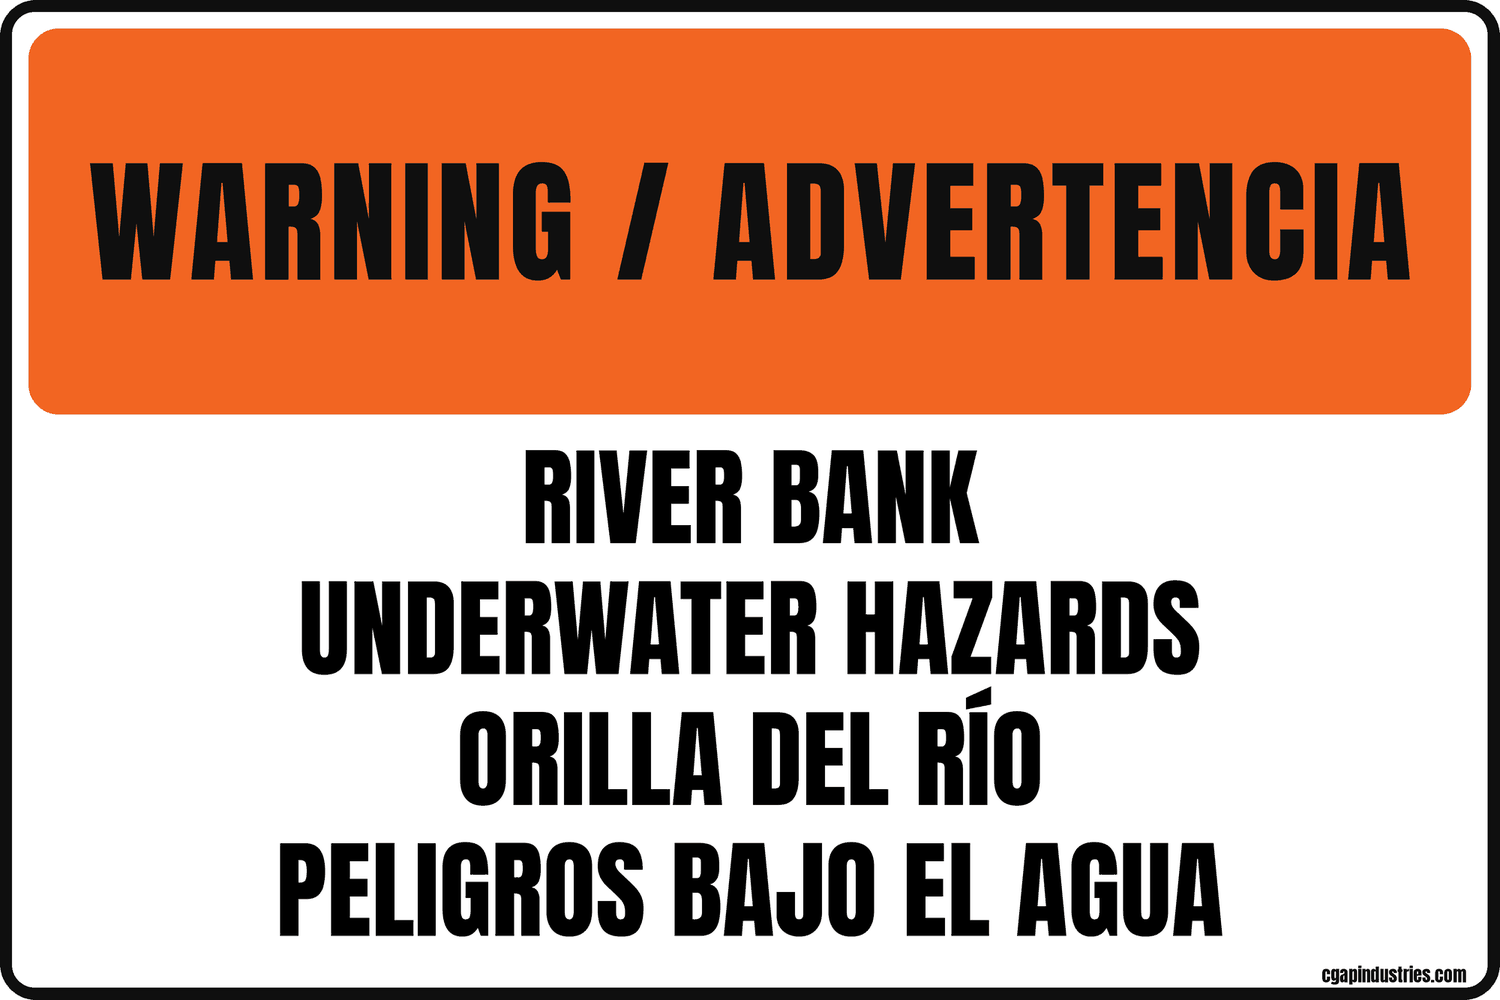 WARNING / ADVERTENCIA
RIVER BANK
UNDERWATER HAZARDS
ORILLA DEL RÍO
PELIGROS BAJO EL AGUA
cgapindustries.com